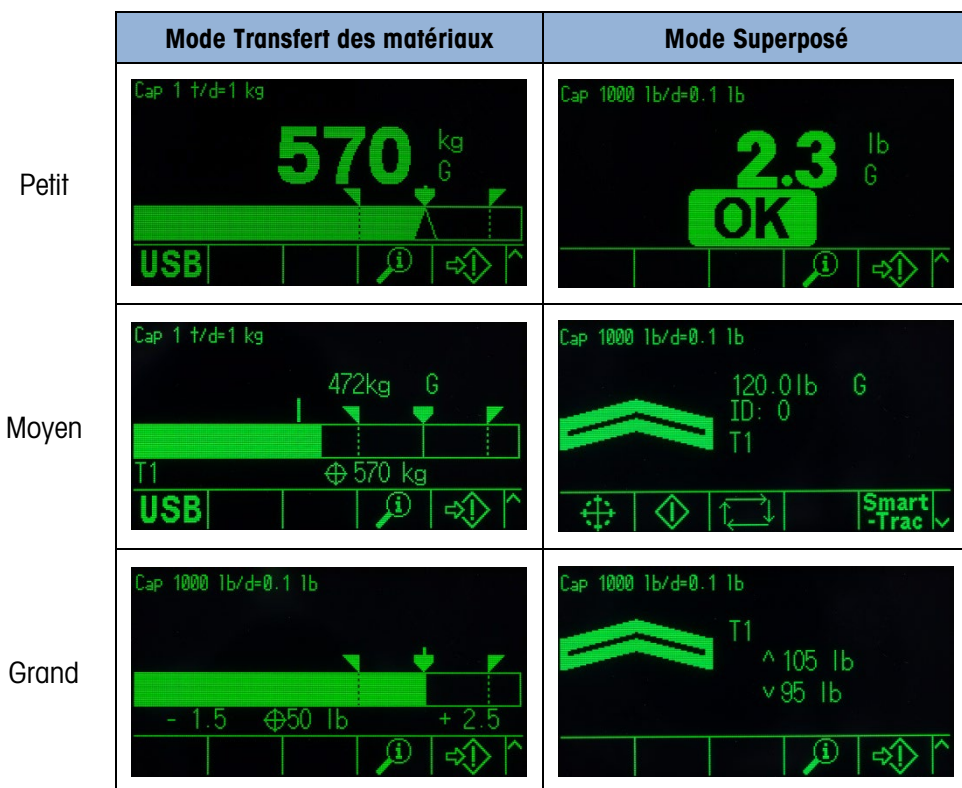 Mode Transfert des matériaux
Mode Superposé
Petit
Cap 1 t/d=1 kg
570 kg
G
USB
Cap 1000 lb/d=0.1 lb
2.3 lb
G
OK
Moyen
Cap 1 t/d=1 kg
472kg G
T1 570 kg
USB
Cap 1000 lb/d=0.1 lb
120.0lb G
ID: 0
T1
Smart
-Trac
Grand
Cap 1000 lb/d=0.1 lb
- 1.5 50 lb + 2.5
Cap 1000 lb/d=0.1 lb
T1
^ 105 lb
v 95 lb